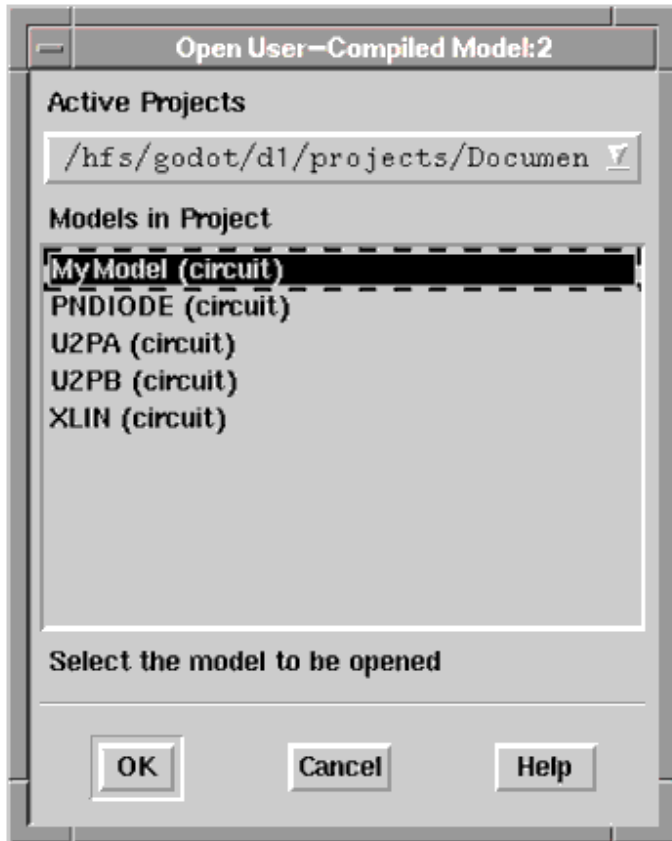 Open User-Compiled Model:2
Active Projects
/hfs/godot/d1/projects/Documen
Models in Project
MyModel (circuit)
PNDIODE (circuit)
U2PA (circuit)
U2PB (circuit)
XLIN (circuit)
Select the model to be opened
OK Cancel Help